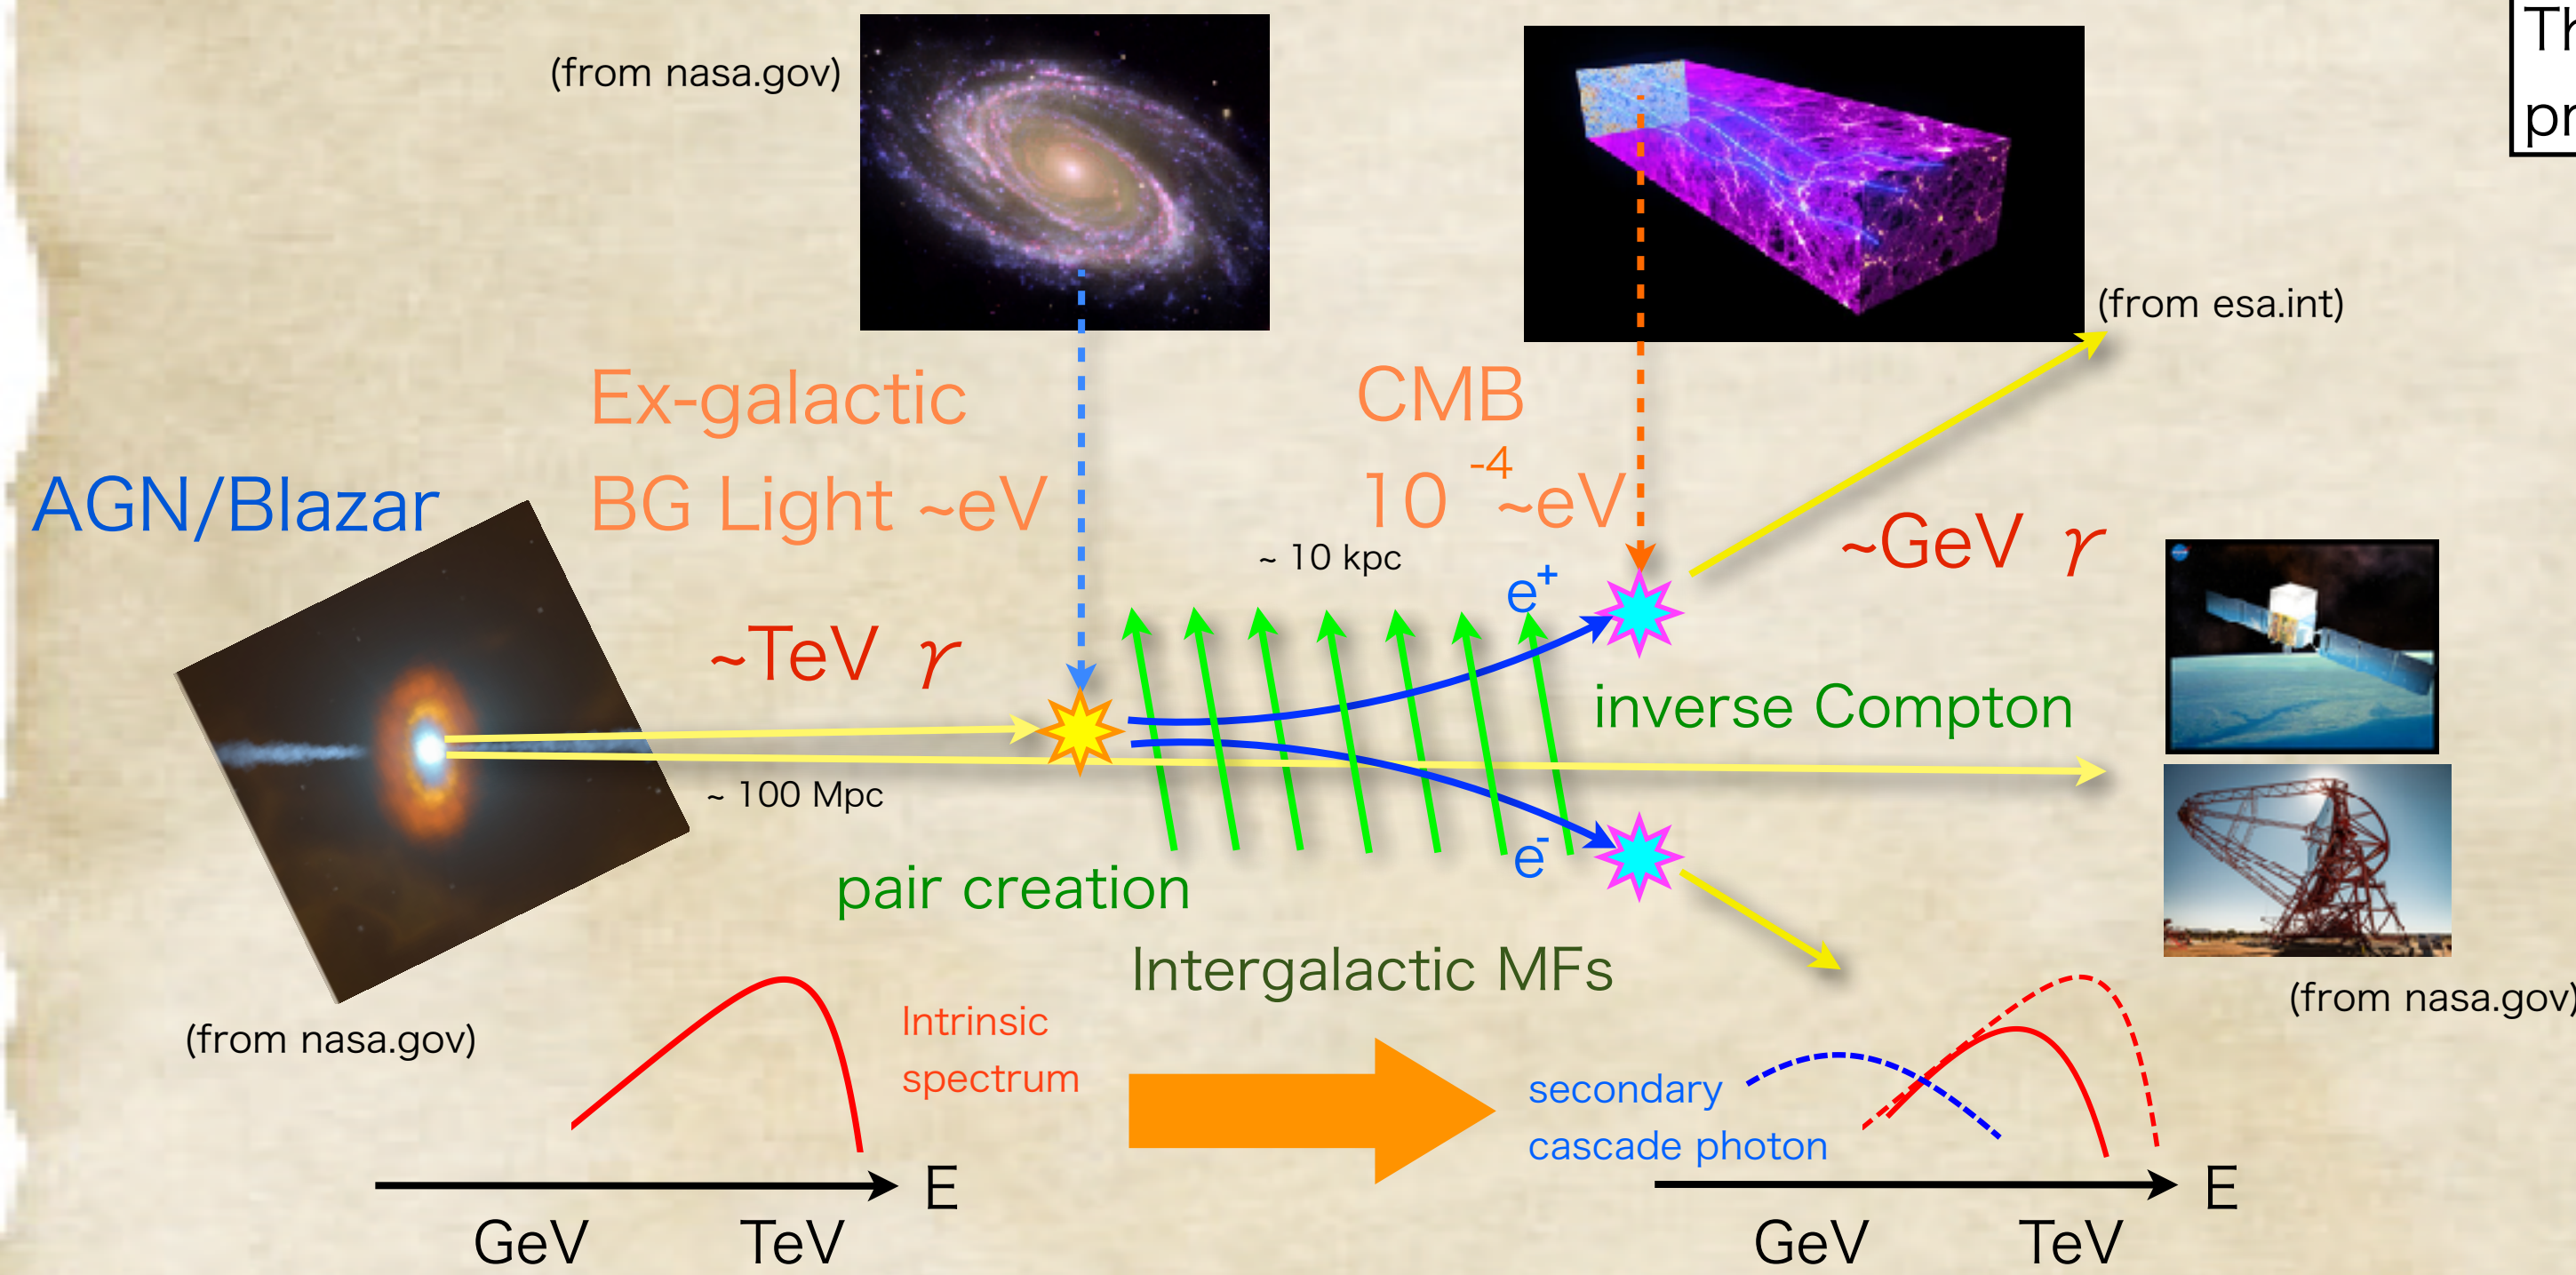 (from nasa.gov)
Th
pr
(from esa.int)
Ex-galactic
BG Light ~eV
CMB
10 -4 ~eV
AGN/Blazar
~ 10 kpc
~GeV γ
e+
~TeV γ
inverse Compton
~ 100 Mpc
e-
pair creation
Intergalactic MFs
(from nasa.gov)
(from nasa.gov)
Intrinsic
spectrum
secondary
cascade photon
E
GeV TeV
E
GeV TeV